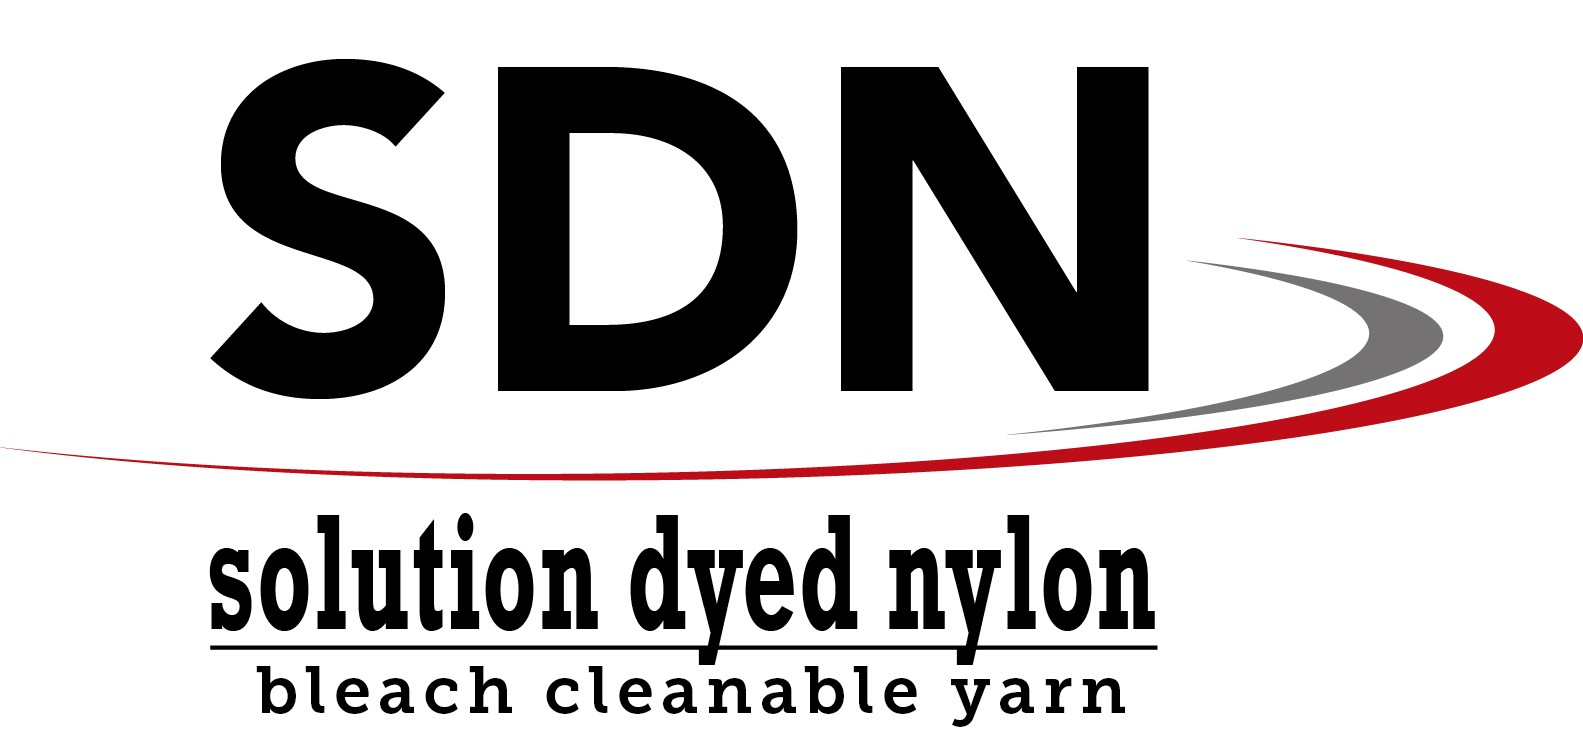 SDN
solution dyed nylon
bleach cleanable yarn